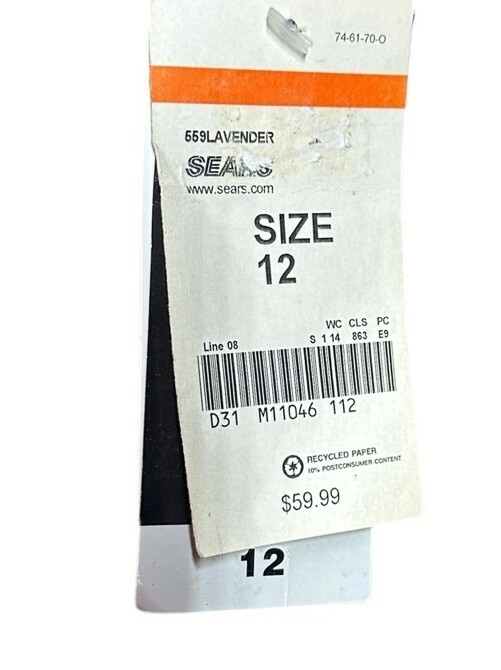 74-61-70-O
559LAVENDER
SEARS
www.sears.com
SIZE
12
WC CLS PC
Line 08 S 1 14 863 E9
D31 M11046 112
RECYCLED PAPER
10% POSTCONSUMER CONTENT
$59.99
12